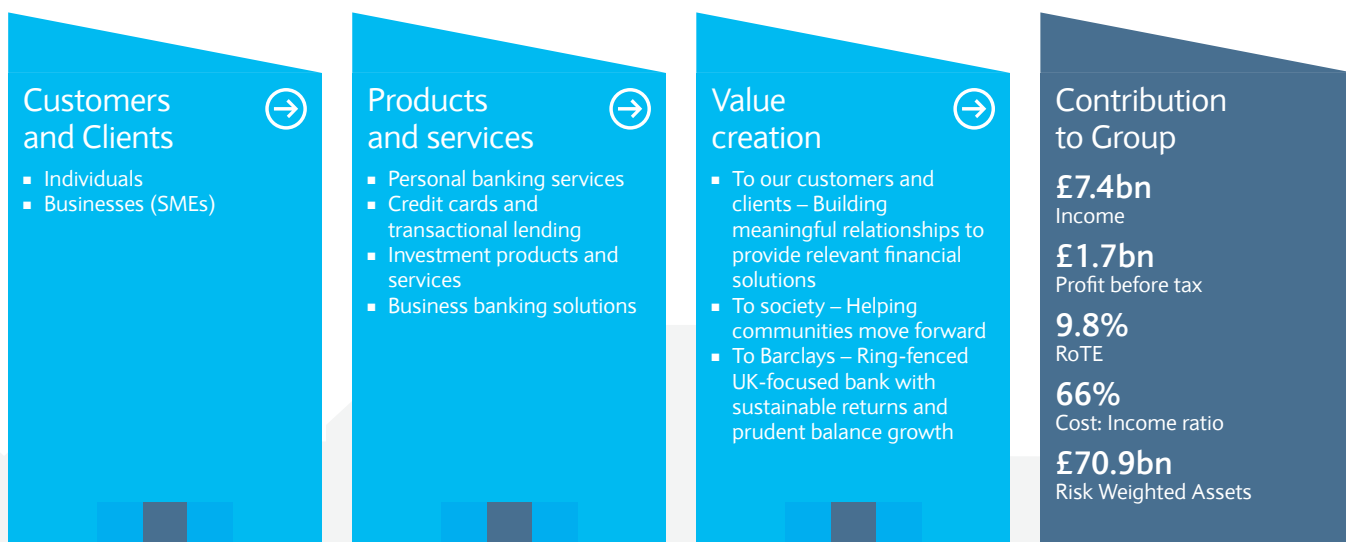 Customers
and Clients
▪ Individuals
▪ Businesses (SMEs)
Products
and services
▪ Personal banking services
▪ Credit cards and
transactional lending
▪ Investment products and
services
▪ Business banking solutions
Value
creation
▪ To our customers and
clients – Building
meaningful relationships to
provide relevant financial
solutions
▪ To society – Helping
communities move forward
▪ To Barclays – Ring-fenced
UK-focused bank with
sustainable returns and
prudent balance growth
Contribution
to Group
£7.4bn
Income
£1.7bn
Profit before tax
9.8%
RoTE
66%
Cost: Income ratio
£70.9bn
Risk Weighted Assets